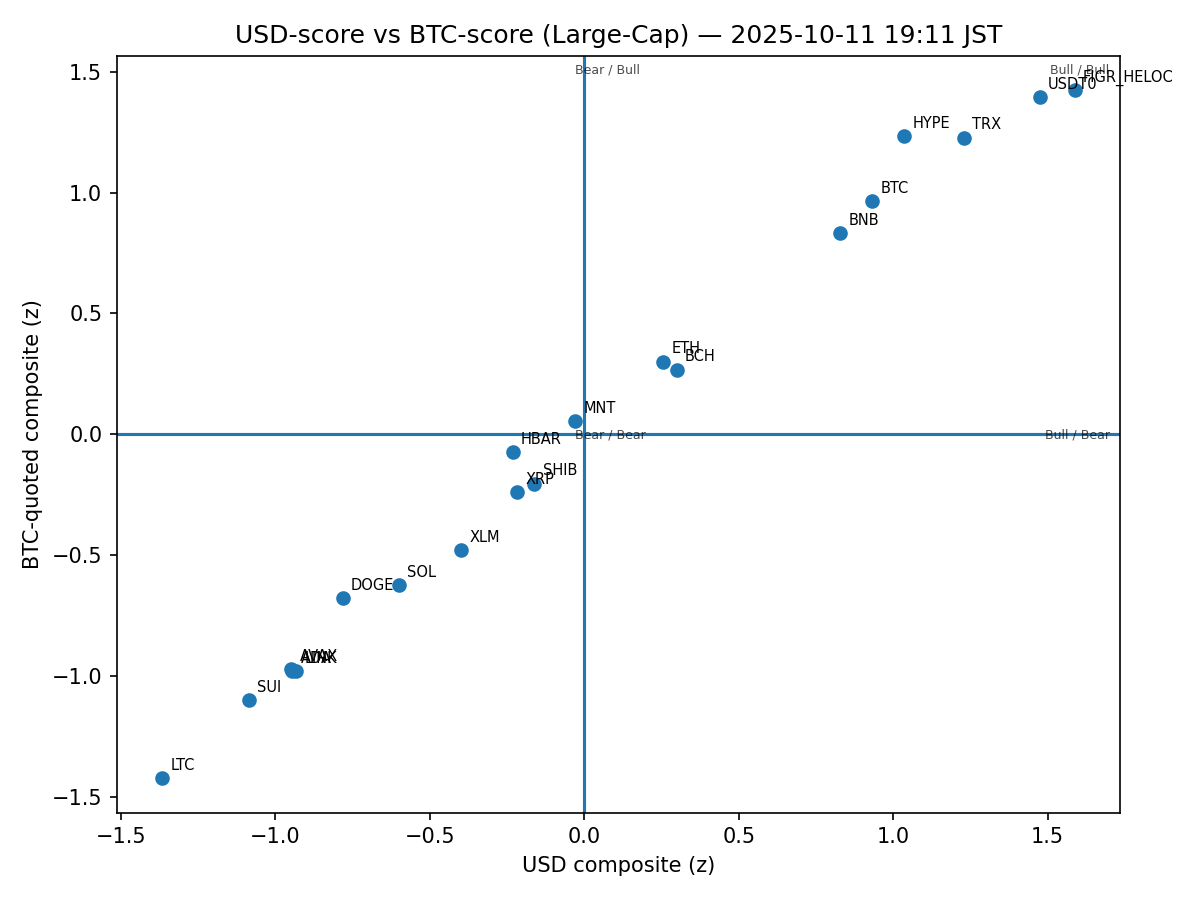 USD-score vs BTC-score (Large-Cap) — 2025-10-11 19:11 JST
Bear / Bull
Bull / Bull
FIGR_HELOC
USDT0
HYPE
TRX
BTC
BNB
ETH
BCH
MNT
HBAR
Bear / Bear
Bull / Bear
SHIB
XRP
XLM
SOL
DOGE
AVAX
SUI
LTC
1.5
1.0
0.5
0.0
−0.5
−1.0
−1.5
BTC-quoted composite (z)
−1.5
−1.0
−0.5
0.0
0.5
1.0
1.5
USD composite (z)